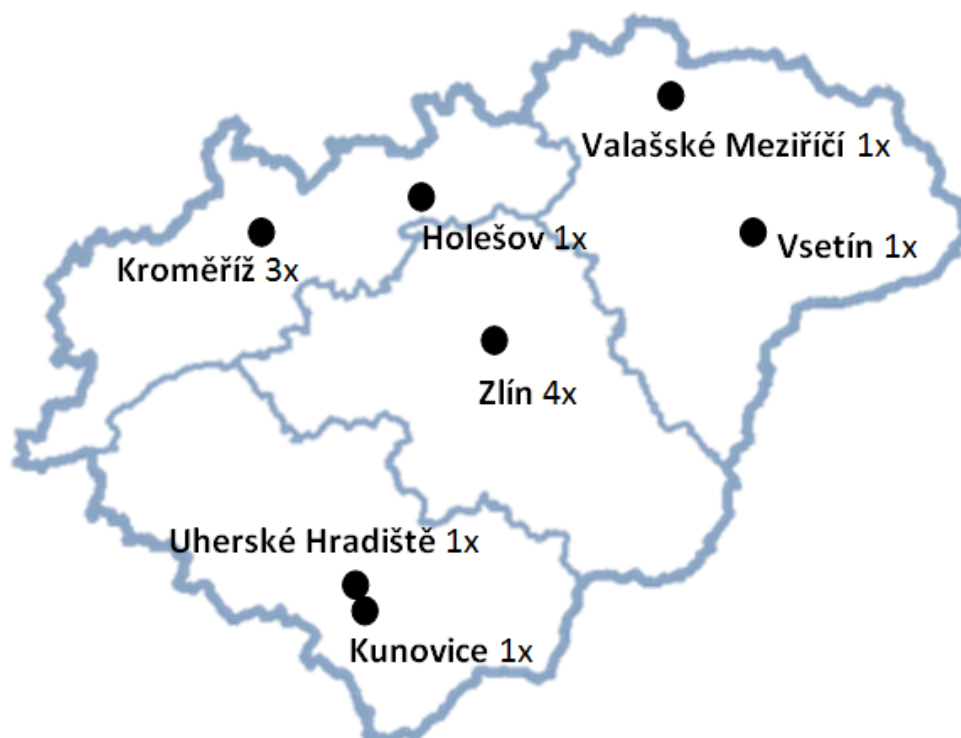 Valašské Meziříčí 1x
Holešov 1x
Vsetín 1x
Kroměříž 3x
Zlín 4x
Uherské Hradiště 1x
Kunovice 1x